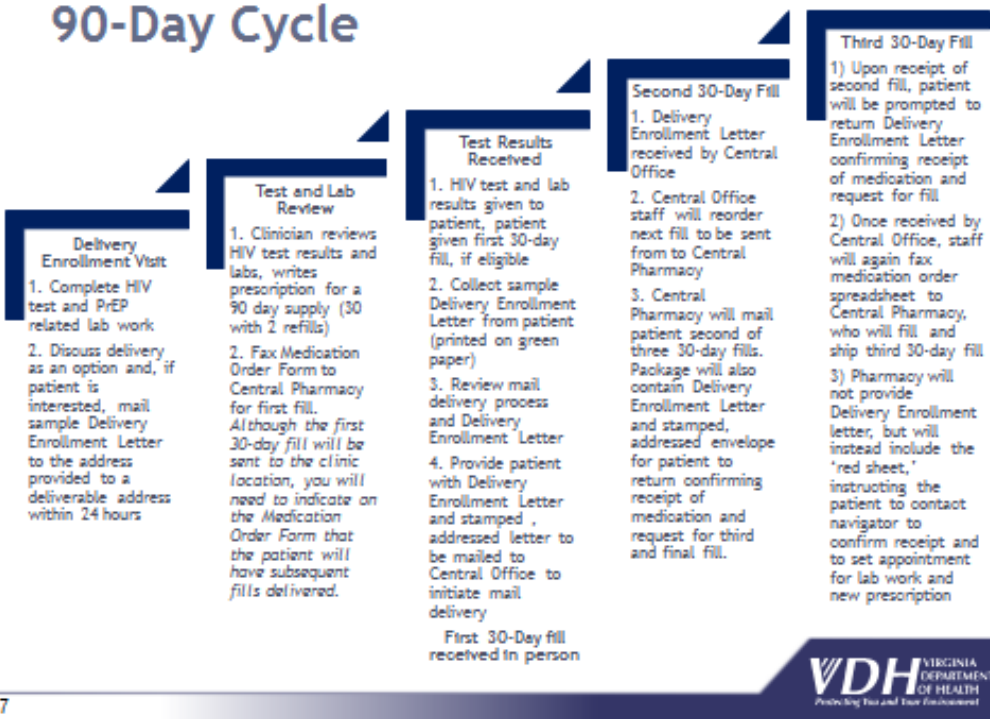 90-Day Cycle
Delivery
Enrollment Visit
1. Complete HIV
test and PrEP
related lab work
2. Discuss delivery
as an option and, if
patient is
interested, mail
sample Delivery
Enrollment Letter
to the address
provided to a
deliverable address
within 24 hours
Test and Lab
Review
1. Clinician reviews
HIV test results and
labs, writes
prescription for a
90 day supply (30
with 2 refills)
2. Fax Medication
Order Form to
Central Pharmacy
for first fill.
Although the first
30-day fill will be
sent to the clinic
location, you will
need to indicate on
the Medication
Order Form that
the patient will
have subsequent
fills delivered.
Test Results
Received
1. HIV test and lab
results given to
patient, patient
given first 30-day
fill, if eligible
2. Collect sample
Delivery Enrollment
Letter from patient
(printed on green
paper)
3. Review mail
delivery process
and Delivery
Enrollment Letter
4. Provide patient
with Delivery
Enrollment Letter
and stamped ,
addressed letter to
be mailed to
Central Office to
initiate mail
delivery
First 30-Day fill
received in person
Second 30-Day Fill
1. Delivery
Enrollment Letter
received by Central
Office
2. Central Office
staff will reorder
next fill to be sent
from to Central
Pharmacy
3. Central
Pharmacy will mail
patient second of
three 30-day fills.
Package will also
contain Delivery
Enrollment Letter
and stamped,
addressed envelope
for patient to
return confirming
receipt of
medication and
request for third
and final fill.
Third 30-Day Fill
1) Upon receipt of
second fill, patient
will be prompted to
return Delivery
Enrollment Letter
confirming receipt
of medication and
request for fill
2) Once received by
Central Office, staff
will again fax
medication order
spreadsheet to
Central Pharmacy,
who will fill and
ship third 30-day fill
3) Pharmacy will
not provide
Delivery Enrollment
letter, but will
instead include the
'red sheet,'
instructing the
patient to contact
navigator to
confirm receipt and
to set appointment
for lab work and
new prescription
7
VDH VIRGINIA
DEPARTMENT
OF HEALTH
Protecting You and Your Environment